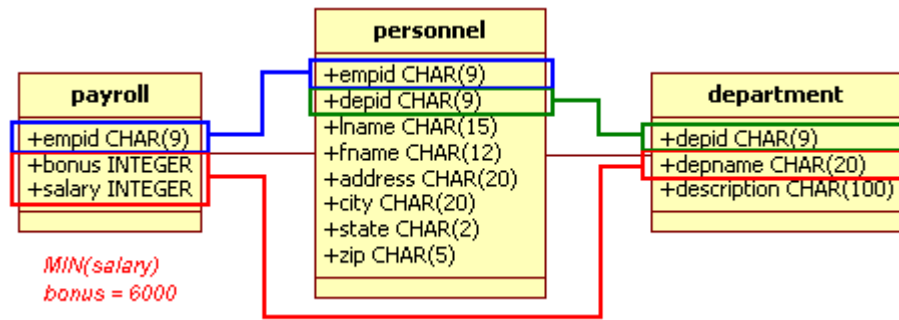 personnel
+empid CHAR(9)
+depid CHAR(9)
+lname CHAR(15)
+fname CHAR(12)
+address CHAR(20)
+city CHAR(20)
+state CHAR(2)
+zip CHAR(5)
payroll
+empid CHAR(9)
+bonus INTEGER
+salary INTEGER
MIN(salary)
bonus = 6000
department
+depid CHAR(9)
+depname CHAR(20)
+description CHAR(100)